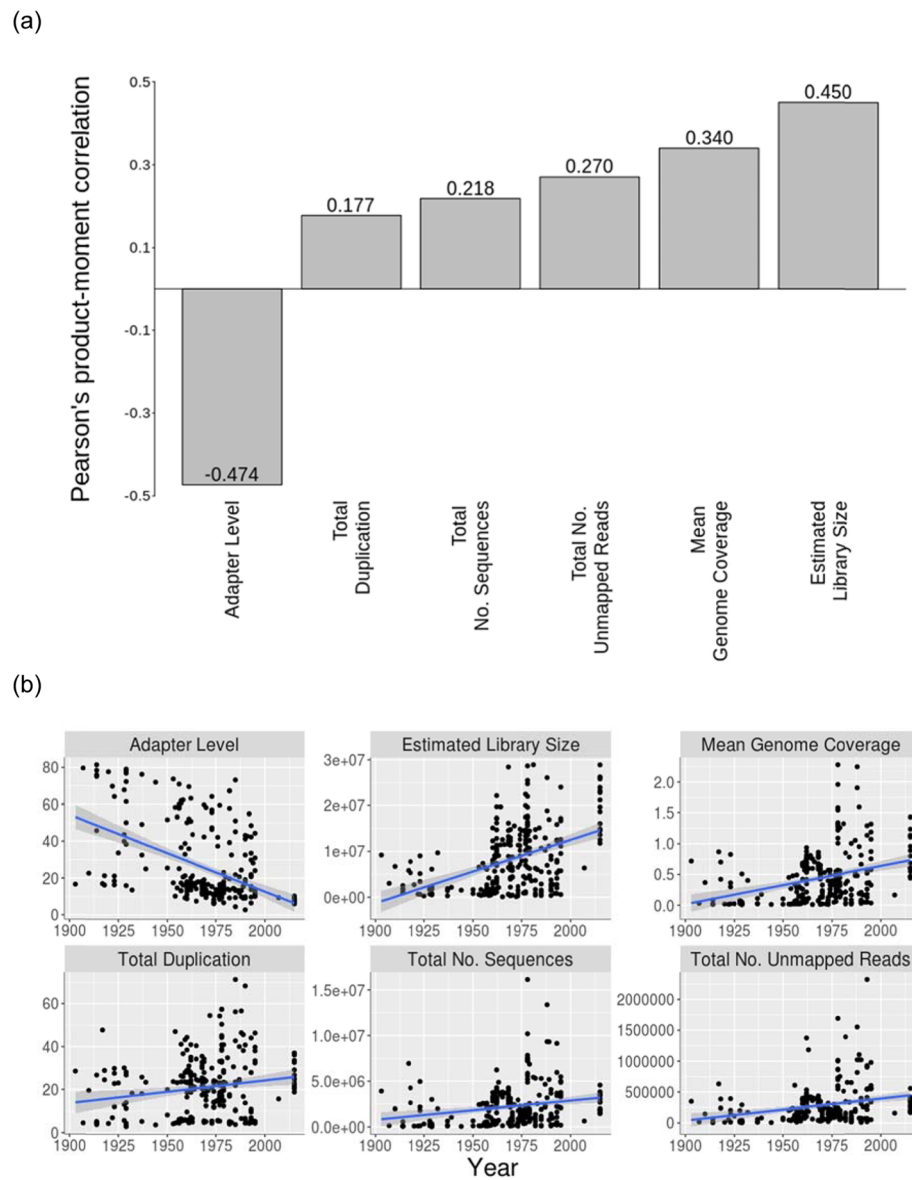 (a)
Pearson's product-moment correlation
0.5
0.3
0.1
-0.1
-0.3
-0.5
-0.474
0.177
0.218
0.270
0.340
0.450
Adapter Level
Total
Duplication
Total
No. Sequences
Total No.
Unmapped Reads
Mean
Genome Coverage
Estimated
Library Size
(b)
Adapter Level
80
60
40
20
0
1900 1925 1950 1975 2000
Estimated Library Size
3e+07
2e+07
1e+07
0e+00
1900 1925 1950 1975 2000
Mean Genome Coverage
2.0
1.5
1.0
0.5
0.0
1900 1925 1950 1975 2000
Total Duplication
60
40
20
0
1900 1925 1950 1975 2000
Total No. Sequences
1.5e+07
1.0e+07
5.0e+06
0.0e+00
1900 1925 1950 1975 2000
Total No. Unmapped Reads
2000000
1500000
1000000
500000
0
1900 1925 1950 1975 2000
Year